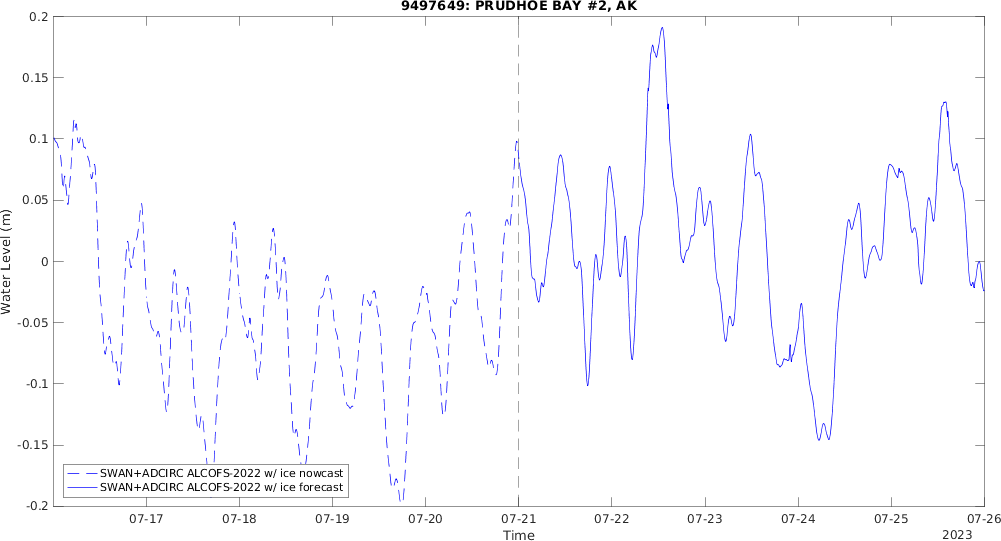 9497649: PRUDHOE BAY #2, AK
0.2
0.15
0.1
0.05
0
-0.05
-0.1
-0.15
-0.2
Water Level (m)
SWAN+ADCIRC ALCOFS-2022 w/ ice nowcast
SWAN+ADCIRC ALCOFS-2022 w/ ice forecast
07-17 07-18 07-19 07-20 07-21 07-22 07-23 07-24 07-25 07-26
Time
2023